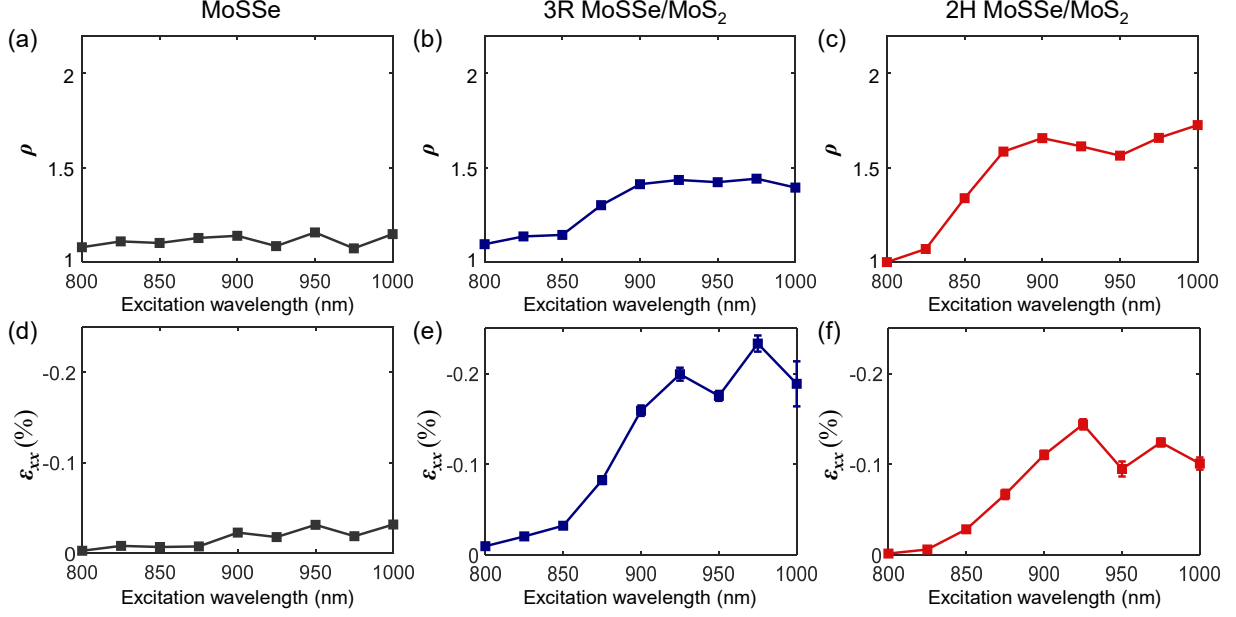 MoSSe
3R MoSSe/MoS₂
2H MoSSe/MoS₂
(a)
2
1.5
1
ρ
800 850 900 950 1000
Excitation wavelength (nm)
(b)
2
1.5
1
ρ
800 850 900 950 1000
Excitation wavelength (nm)
(c)
2
1.5
1
ρ
800 850 900 950 1000
Excitation wavelength (nm)
(d)
-0.2
-0.1
0
εxx (%)
800 850 900 950 1000
Excitation wavelength (nm)
(e)
-0.2
-0.1
0
εxx (%)
800 850 900 950 1000
Excitation wavelength (nm)
(f)
-0.2
-0.1
0
εxx (%)
800 850 900 950 1000
Excitation wavelength (nm)